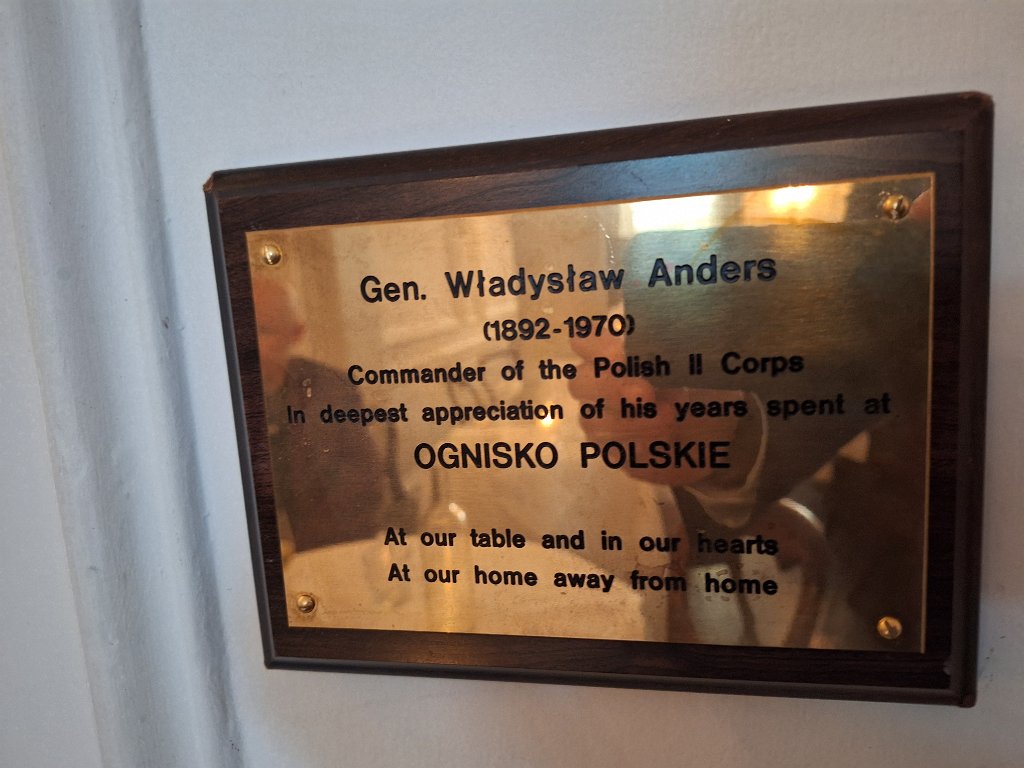 Gen. Władysław Anders
(1892-1970)
Commander of the Polish II Corps
In deepest appreciation of his years spent at
OGNISKO POLSKIE
At our table and in our hearts
At our home away from home